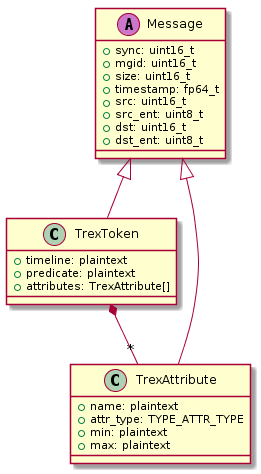 A Message
sync: uint16_t
mgid: uint16_t
size: uint16_t
timestamp: fp64_t
src: uint16_t
src_ent: uint8_t
dst: uint16_t
dst_ent: uint8_t
C TrexToken
timeline: plaintext
predicate: plaintext
attributes: TrexAttribute[]
*
C TrexAttribute
name: plaintext
attr_type: TYPE_ATTR_TYPE
min: plaintext
max: plaintext